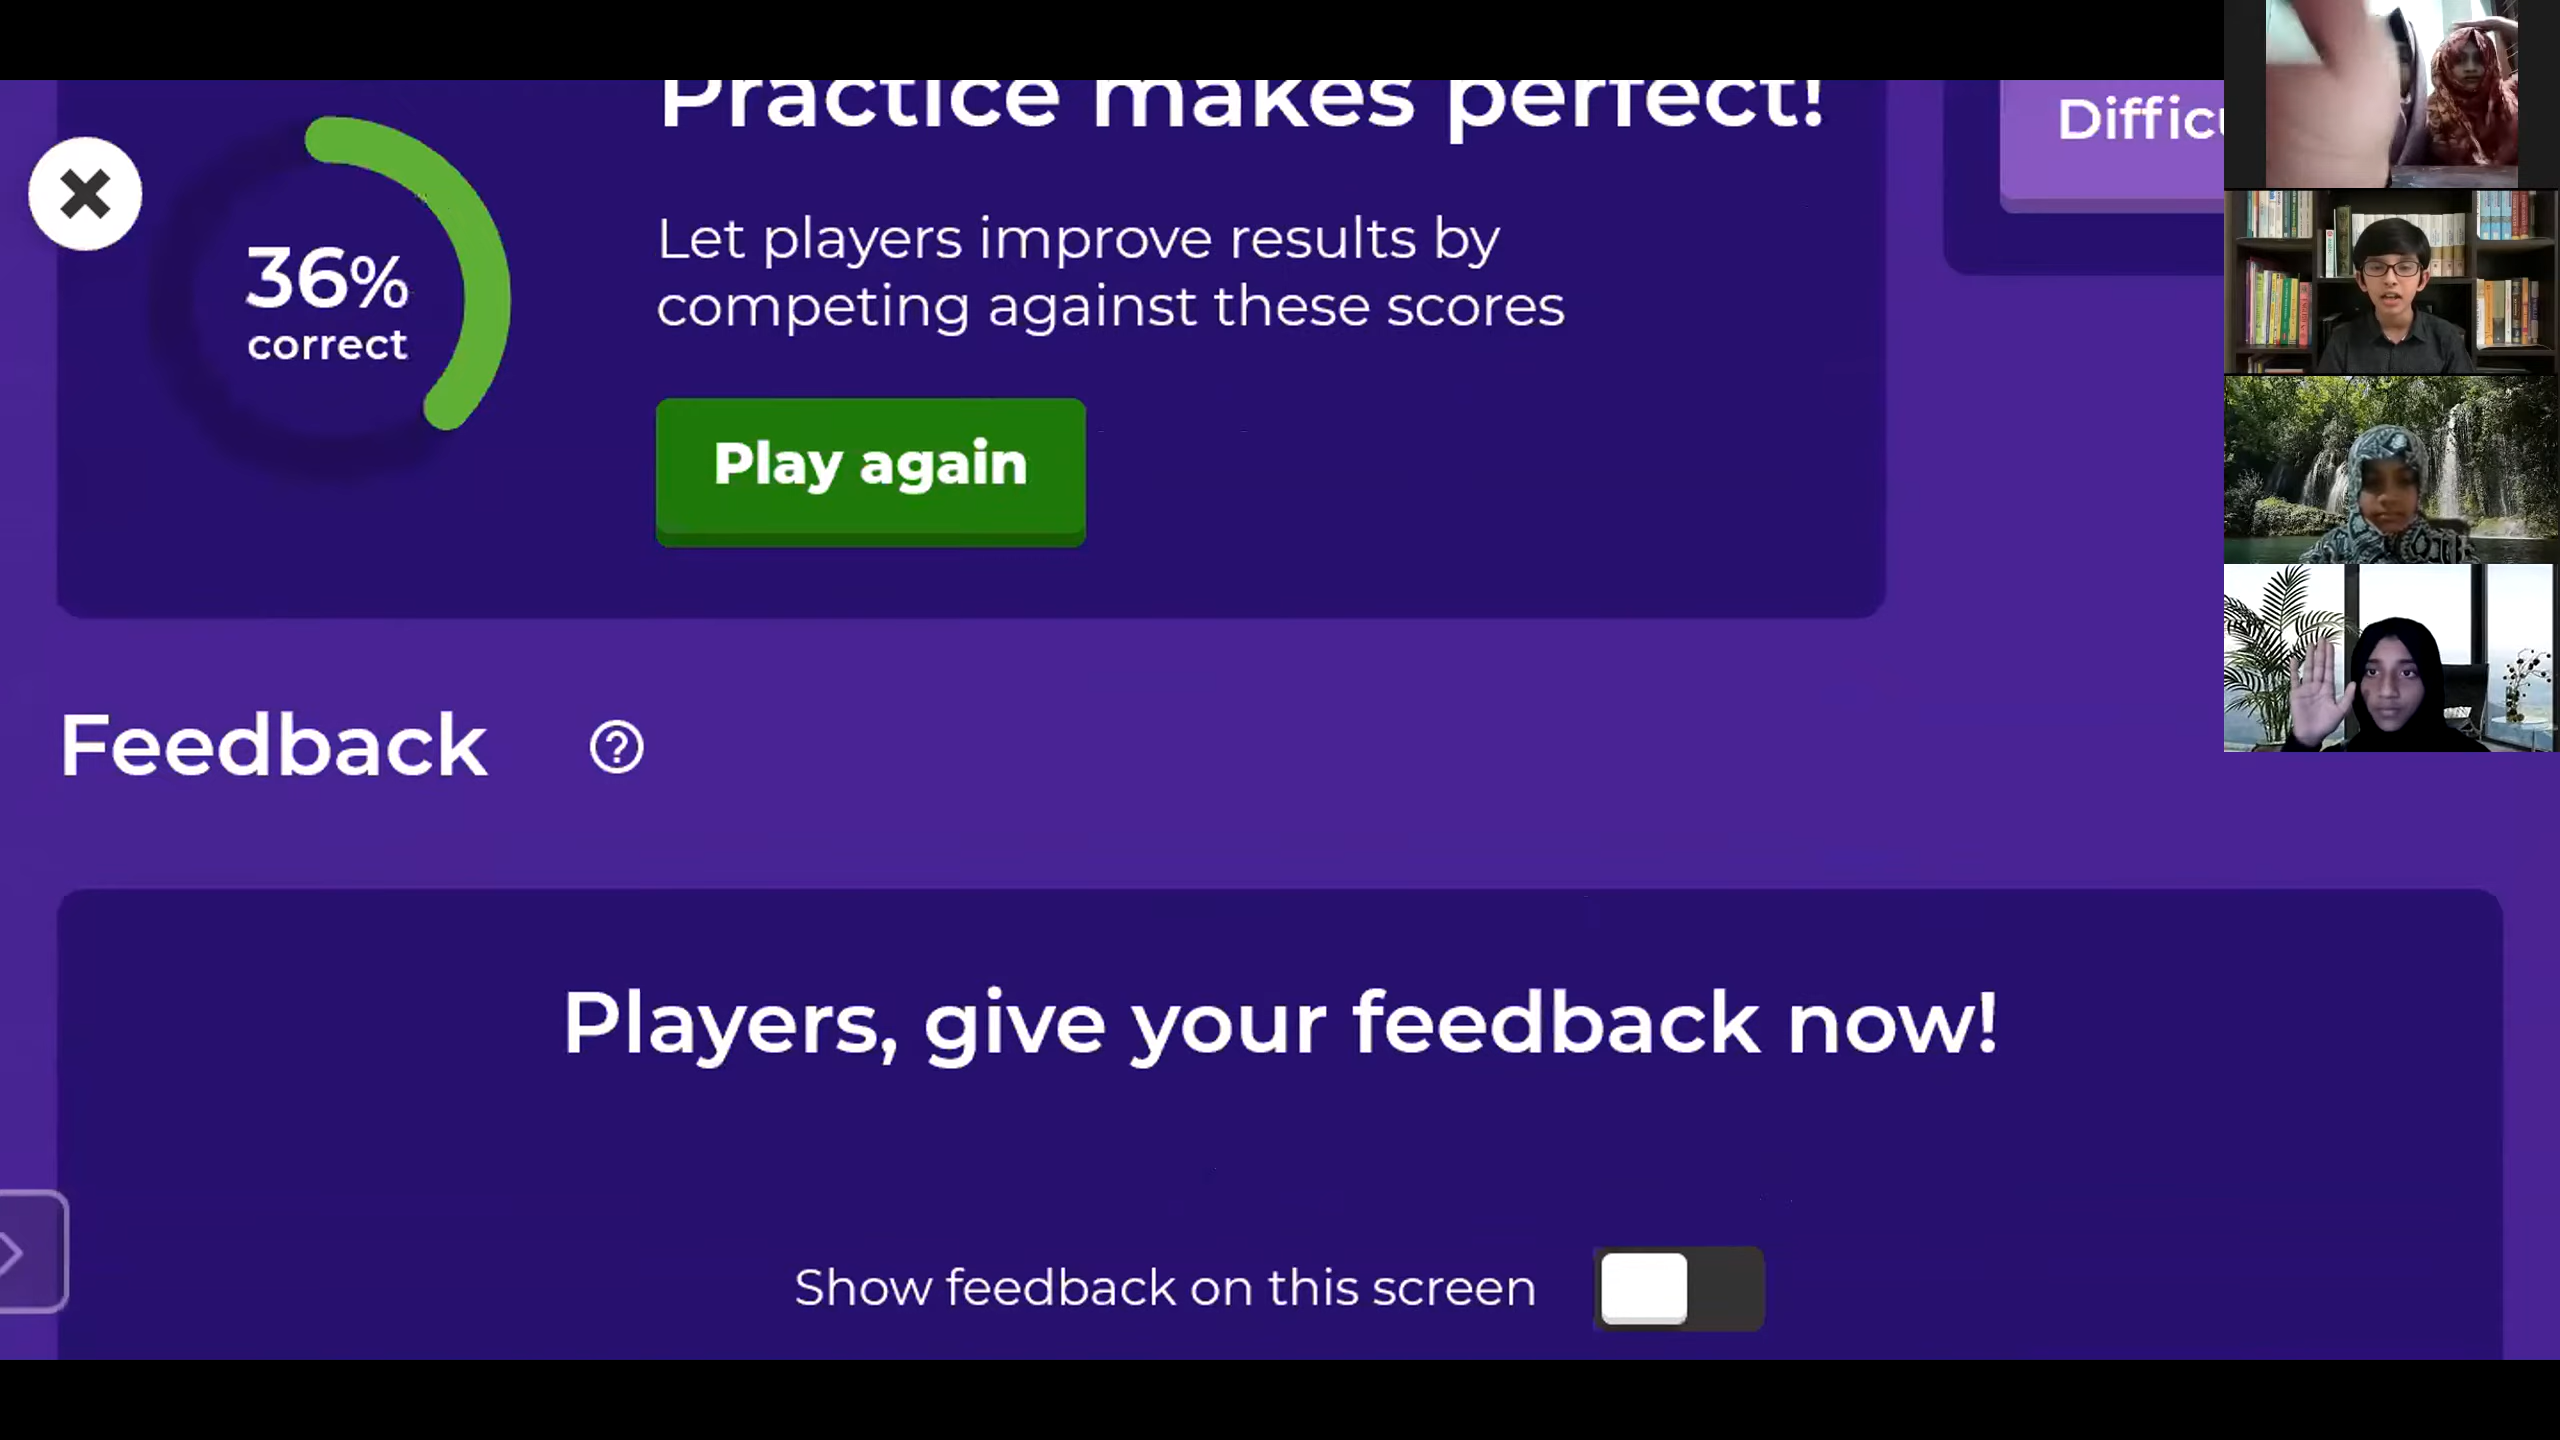 Practice makes perfect!
Difficu
36%
correct
Let players improve results by
competing against these scores
Play again
Feedback
Players, give your feedback now!
Show feedback on this screen